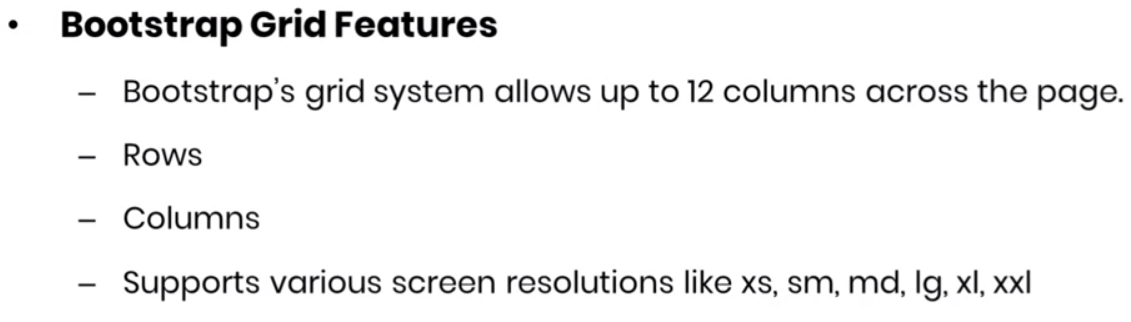 • Bootstrap Grid Features
– Bootstrap’s grid system allows up to 12 columns across the page.
– Rows
– Columns
– Supports various screen resolutions like xs, sm, md, lg, xl, xxl